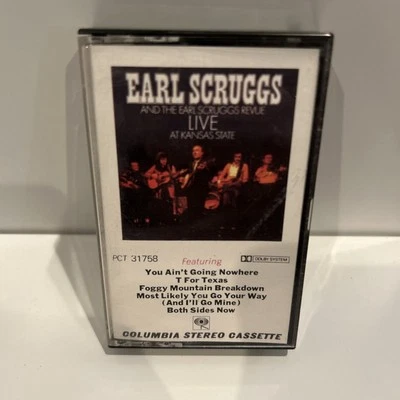 EARL SCRUGGS
AND THE EARL SCRUGGS REVUE
LIVE
AT KANSAS STATE
PCT 31758
Featuring
DOLBY SYSTEM
You Ain't Going Nowhere
T For Texas
Foggy Mountain Breakdown
Most Likely You Go Your Way
(And I'll Go Mine)
Both Sides Now
COLUMBIA STEREO CASSETTE